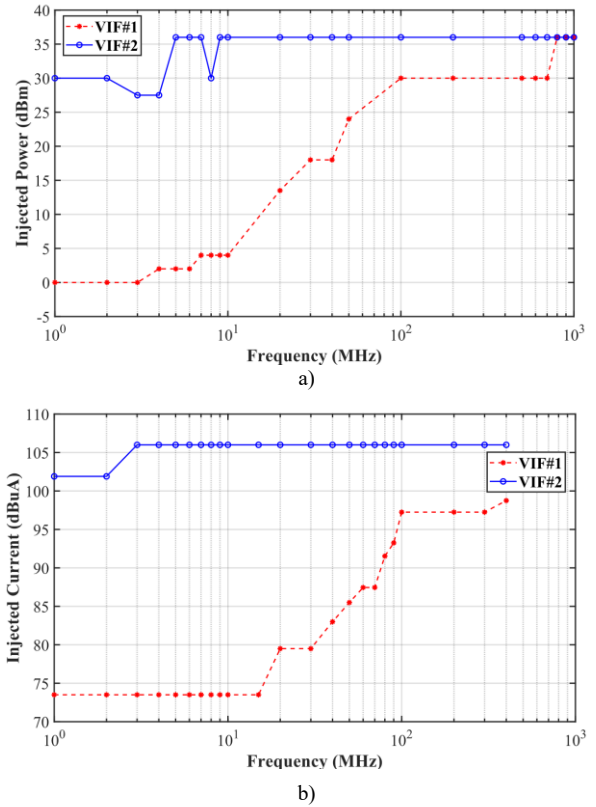 40
35
30
25
20
15
10
5
0
-5
Injected Power (dBm)
VIF#1
VIF#2
10^0
10^1
10^2
10^3
Frequency (MHz)
a)
110
105
100
95
90
85
80
75
70
Injected Current (dBuA)
VIF#1
VIF#2
10^0
10^1
10^2
10^3
Frequency (MHz)
b)